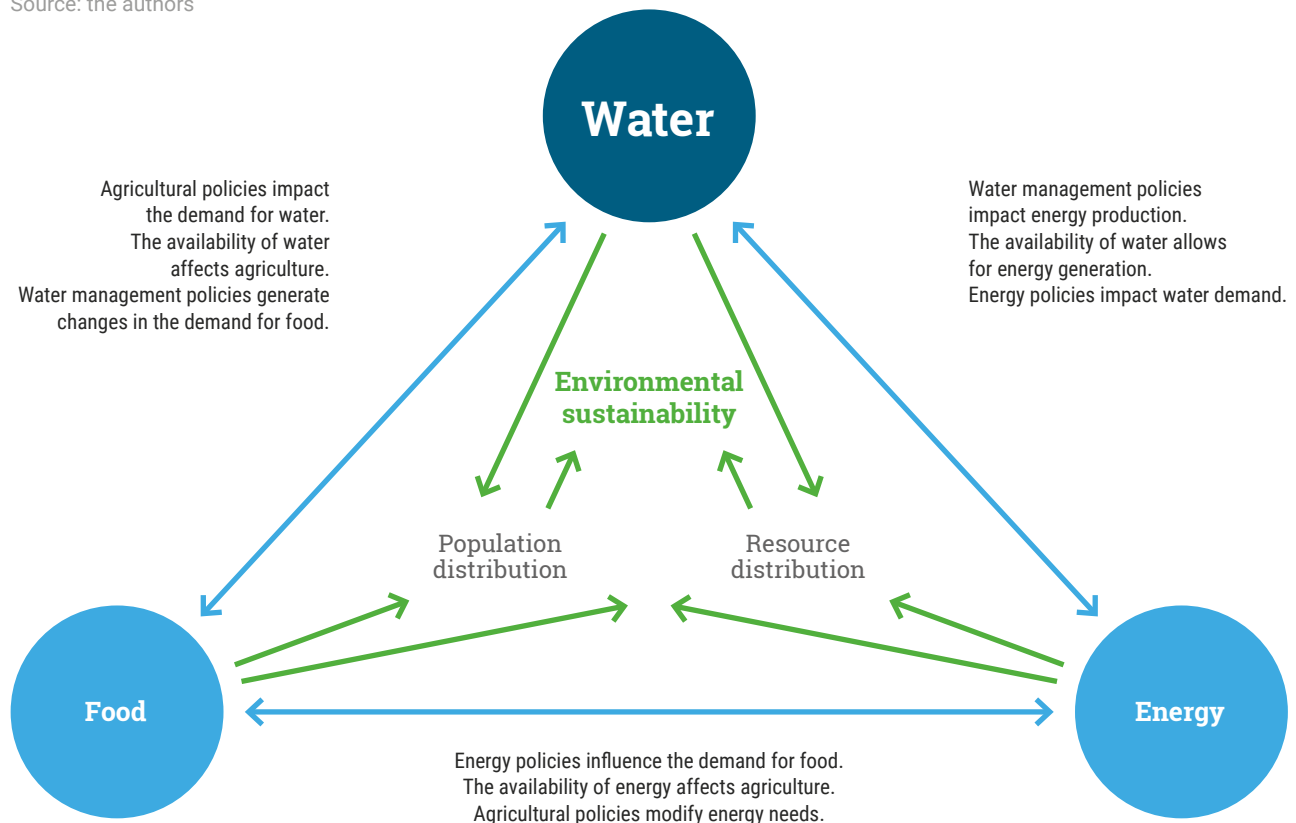 Source: the authors
Water
Agricultural policies impact
the demand for water.
The availability of water
affects agriculture.
Water management policies generate
changes in the demand for food.
Water management policies
impact energy production.
The availability of water allows
for energy generation.
Energy policies impact water demand.
Environmental
sustainability
Population
distribution
Resource
distribution
Food
Energy
Energy policies influence the demand for food.
The availability of energy affects agriculture.
Agricultural policies modify energy needs.